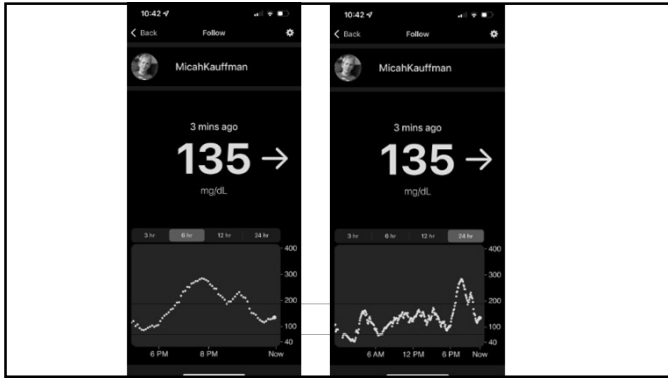 10:42
Back Follow
MicahKauffman
3 mins ago
135 →
mg/dL
3 hr 6 hr 12 hr 24 hr
400
300
200
100
40
6 PM 8 PM Now
10:42
Back Follow
MicahKauffman
3 mins ago
135 →
mg/dL
3 hr 6 hr 12 hr 24 hr
400
300
200
100
40
6 AM 12 PM 6 PM Now